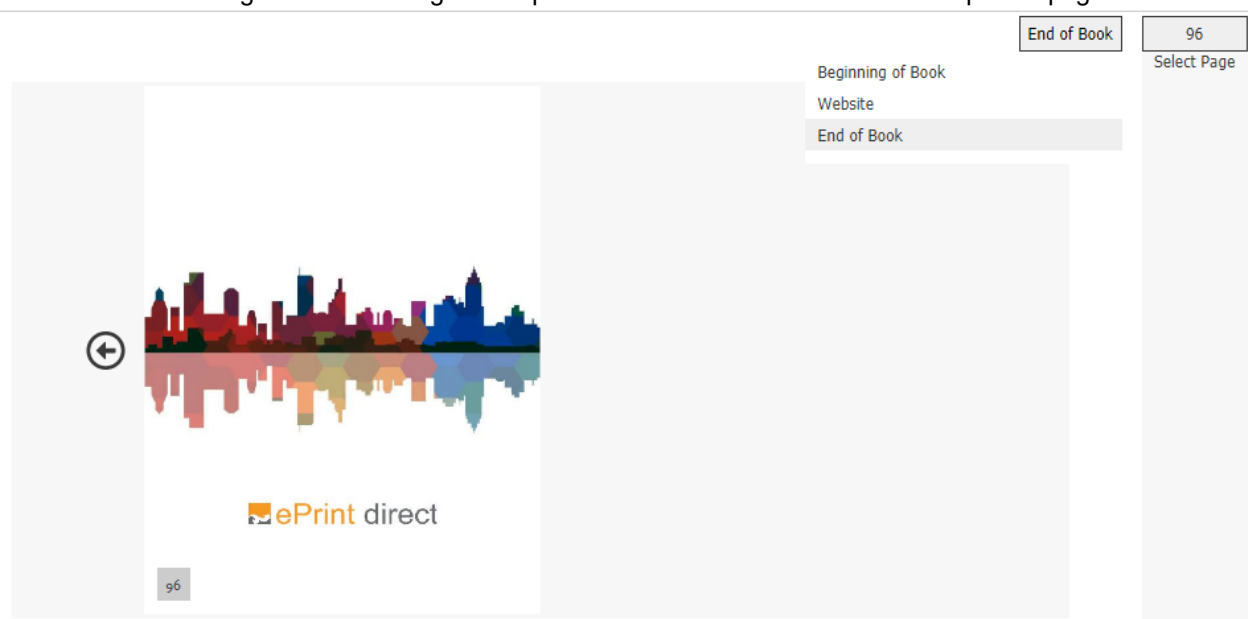 End of Book
96
Select Page
Beginning of Book
Website
End of Book
ePrint direct
96